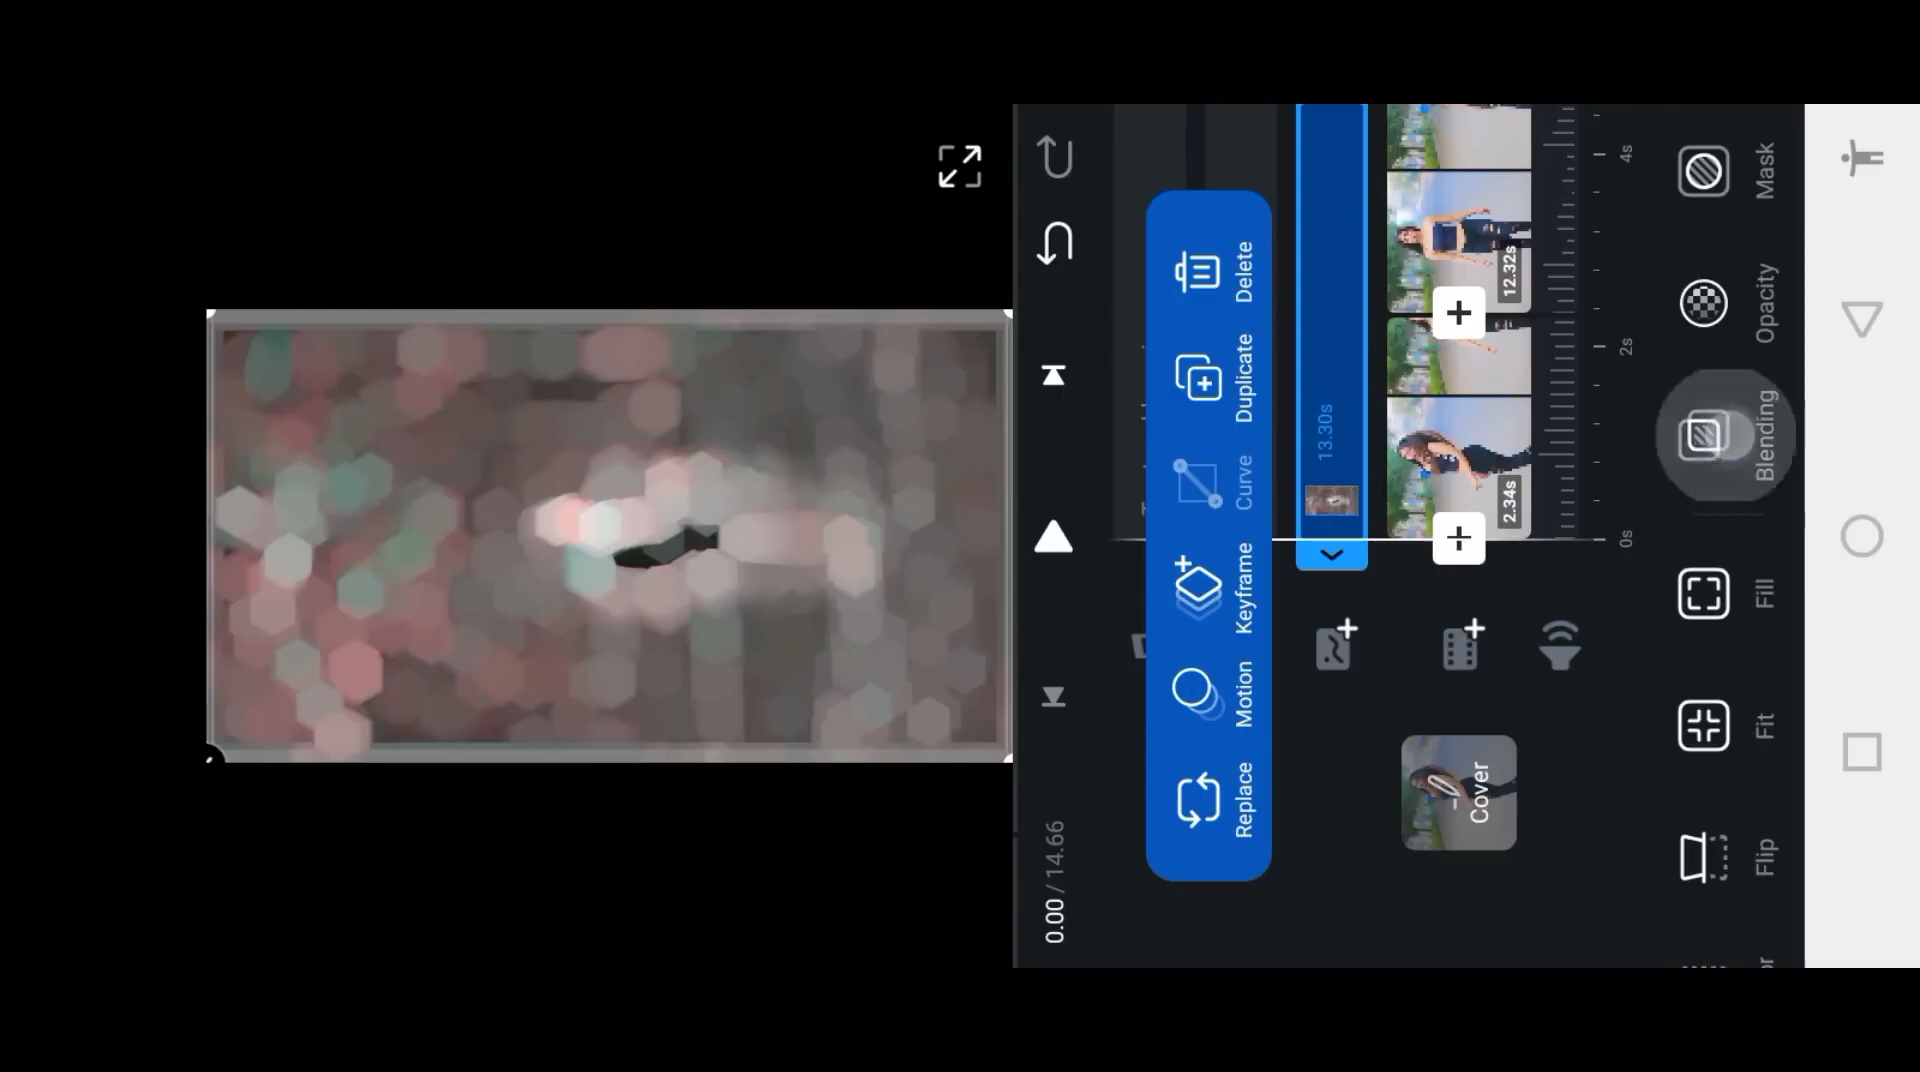 0.00 / 14.66
Replace
Motion
Keyframe
Curve
Duplicate
Delete
13.30s
Cover
2.34s
12.32s
0s
2s
4s
Flip
Fit
Fill
Blending
Opacity
Mask